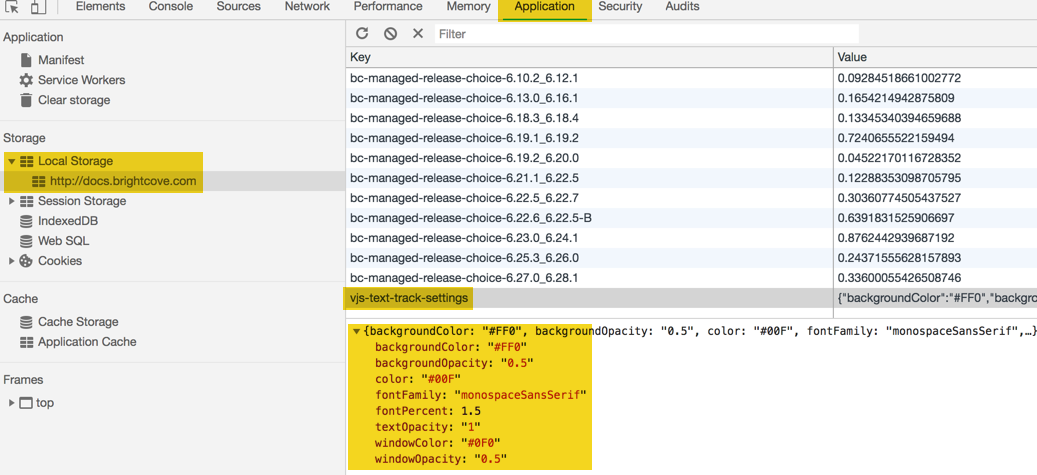 Elements Console Sources Network Performance Memory Application Security Audits
Application
Manifest
Service Workers
Clear storage
Storage
Local Storage
http://docs.brightcove.com
Session Storage
IndexedDB
Web SQL
Cookies
Cache
Cache Storage
Application Cache
Frames
top
Filter
Key Value
bc-managed-release-choice-6.10.2_6.12.1 0.09284518661002772
bc-managed-release-choice-6.13.0_6.16.1 0.1654214942875809
bc-managed-release-choice-6.18.3_6.18.4 0.13345340394659688
bc-managed-release-choice-6.19.1_6.19.2 0.7240655522159494
bc-managed-release-choice-6.19.2_6.20.0 0.04522170116728352
bc-managed-release-choice-6.21.1_6.22.5 0.12288353098705795
bc-managed-release-choice-6.22.5_6.22.7 0.30360774505437527
bc-managed-release-choice-6.22.6_6.22.5-B 0.6391831525906697
bc-managed-release-choice-6.23.0_6.24.1 0.8762442939687192
bc-managed-release-choice-6.25.3_6.26.0 0.24371555628157893
bc-managed-release-choice-6.27.0_6.28.1 0.33600055426508746
vjs-text-track-settings {"backgroundColor":"#FF0","backgro
{backgroundColor: "#FF0", backgroundOpacity: "0.5", color: "#00F", fontFamily: "monospaceSansSerif",…}
backgroundColor: "#FF0"
backgroundOpacity: "0.5"
color: "#00F"
fontFamily: "monospaceSansSerif"
fontPercent: 1.5
textOpacity: "1"
windowColor: "#0F0"
windowOpacity: "0.5"